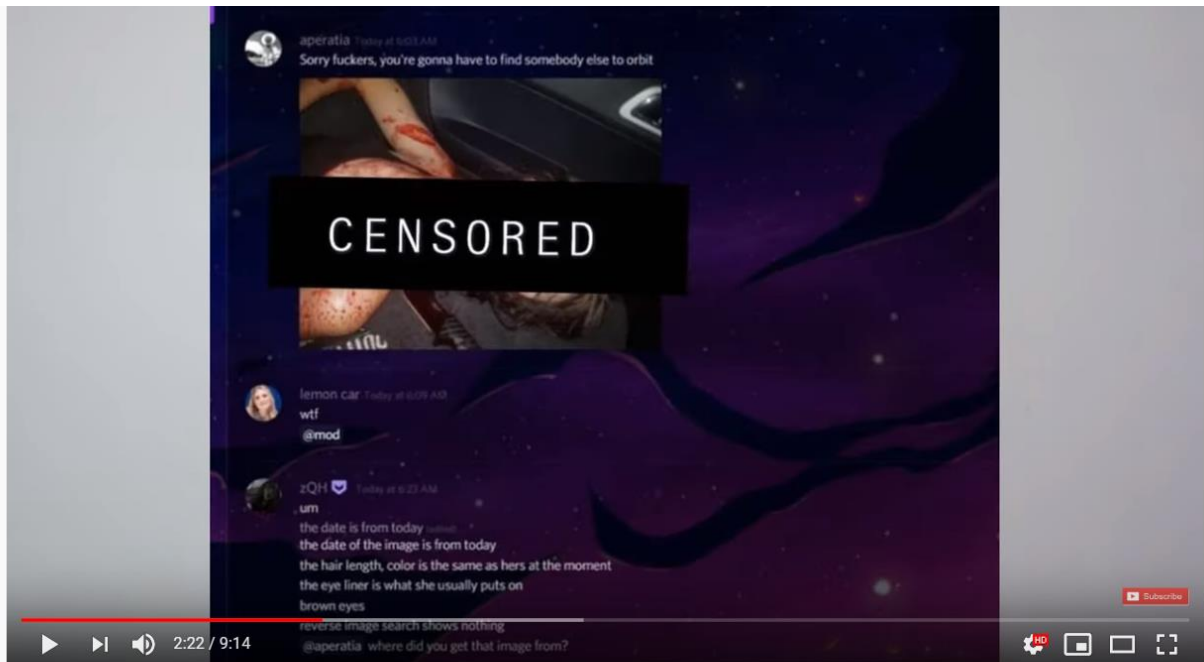 aperatia Today at 6:03 AM
Sorry fuckers, you're gonna have to find somebody else to orbit
CENSORED
lemon car Today at 6:09 AM
wtf
@mod
zQH Today at 6:23 AM
um
the date is from today (edited)
the date of the image is from today
the hair length, color is the same as hers at the moment
the eye liner is what she usually puts on
brown eyes
reverse image search shows nothing
@aperatia where did you get that image from?
Subscribe
2:22 / 9:14
HD